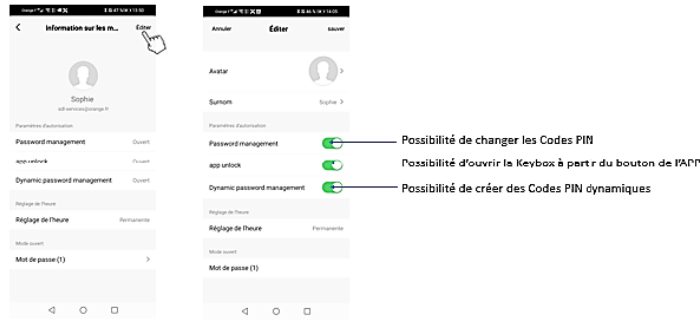 Information sur les m... Éditer
Sophie
Paramètres d'autorisation
Password management Ouvert
app unlock Ouvert
Dynamic password management Ouvert
Réglage de l'heure
Réglage de l'heure Permanente
Mode ouvert
Mot de passe (1)
Annuler Éditer sauver
Avatar
Surnom Sophie
Paramètres d'autorisation
Password management
app unlock
Dynamic password management
Réglage de l'heure
Réglage de l'heure Permanente
Mode ouvert
Mot de passe (1)
Possibilité de changer les Codes PIN
Possibilité d'ouvrir la Keybox à partir du bouton de l'APP
Possibilité de créer des Codes PIN dynamiques